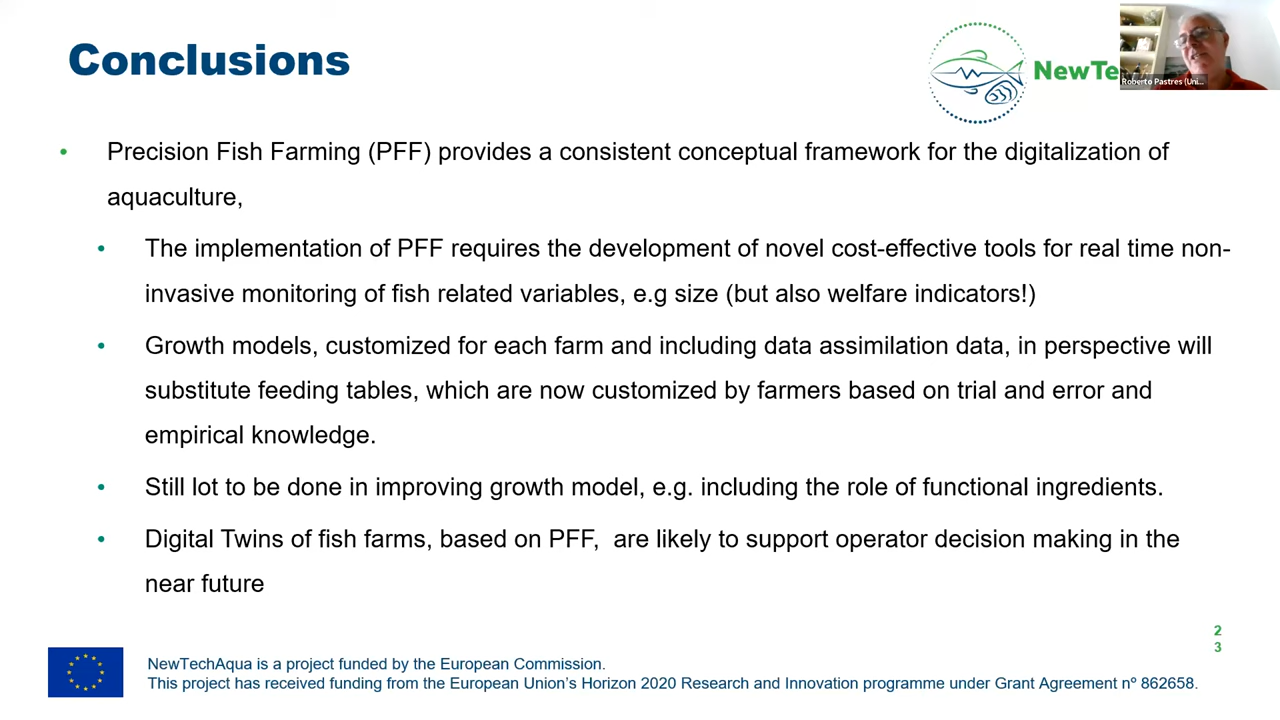 Conclusions
NewTe
Roberto Pastres (Uni...
• Precision Fish Farming (PFF) provides a consistent conceptual framework for the digitalization of
aquaculture,
• The implementation of PFF requires the development of novel cost-effective tools for real time non-
invasive monitoring of fish related variables, e.g size (but also welfare indicators!)
• Growth models, customized for each farm and including data assimilation data, in perspective will
substitute feeding tables, which are now customized by farmers based on trial and error and
empirical knowledge.
• Still lot to be done in improving growth model, e.g. including the role of functional ingredients.
• Digital Twins of fish farms, based on PFF,  are likely to support operator decision making in the
near future
2
3
NewTechAqua is a project funded by the European Commission.
This project has received funding from the European Union’s Horizon 2020 Research and Innovation programme under Grant Agreement nº 862658.